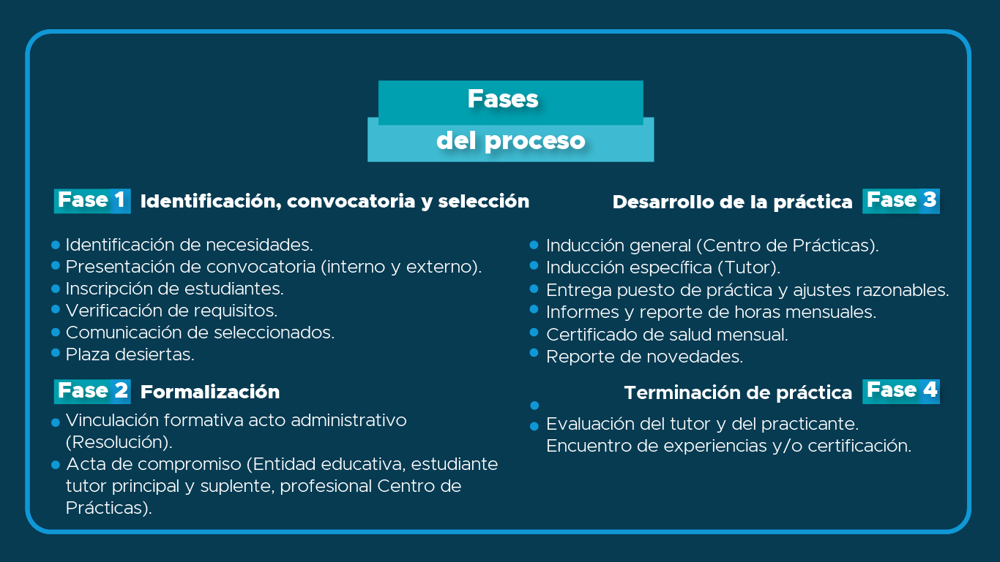 Fases
del proceso
Fase 1 Identificación, convocatoria y selección
Identificación de necesidades.
Presentación de convocatoria (interno y externo).
Inscripción de estudiantes.
Verificación de requisitos.
Comunicación de seleccionados.
Plaza desiertas.
Fase 2 Formalización
Vinculación formativa acto administrativo
(Resolución).
Acta de compromiso (Entidad educativa, estudiante
tutor principal y suplente, profesional Centro de
Prácticas).
Desarrollo de la práctica Fase 3
Inducción general (Centro de Prácticas).
Inducción específica (Tutor).
Entrega puesto de práctica y ajustes razonables.
Informes y reporte de horas mensuales.
Certificado de salud mensual.
Reporte de novedades.
Terminación de práctica Fase 4
Evaluación del tutor y del practicante.
Encuentro de experiencias y/o certificación.